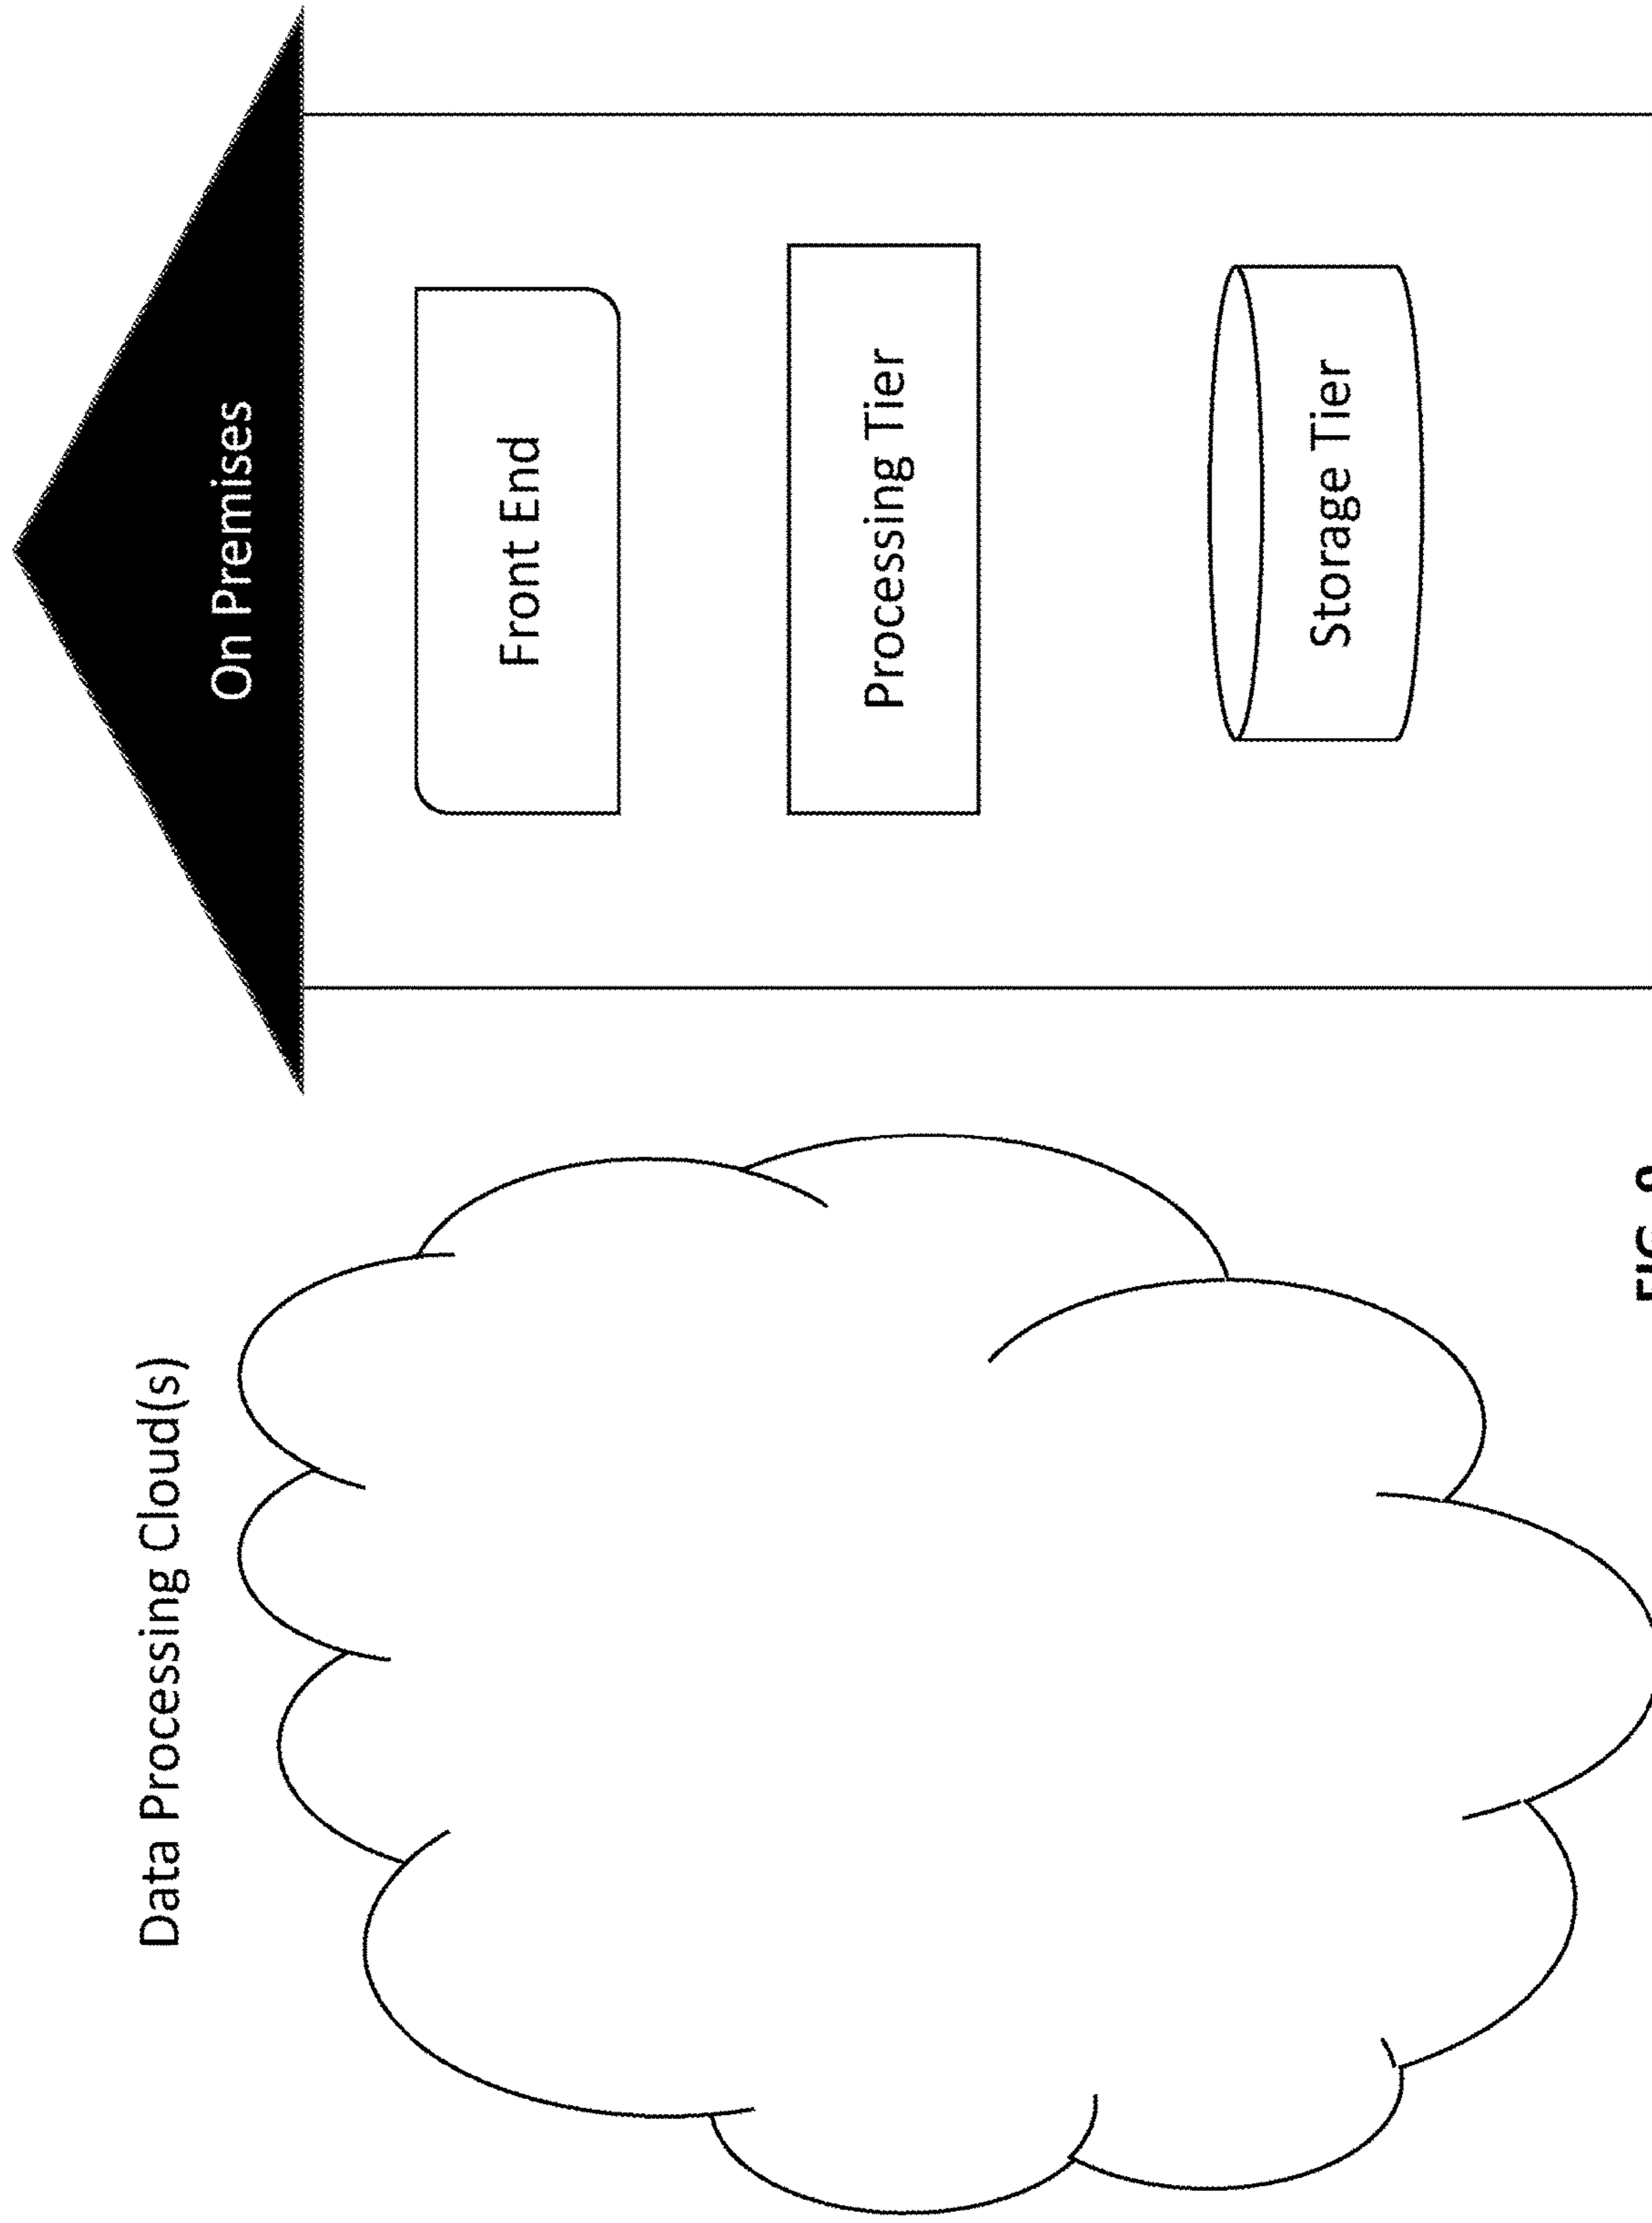 Data Processing Cloud(s)
On Premises
Front End
Processing Tier
Storage Tier